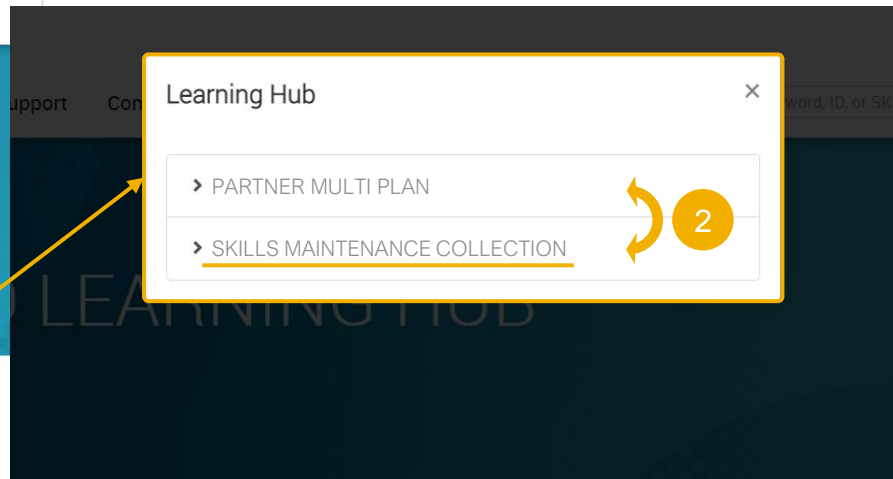 upport Con
Learning Hub ×
word, ID, or SK
PARTNER MULTI PLAN
2
SKILLS MAINTENANCE COLLECTION
LEARNING HUB